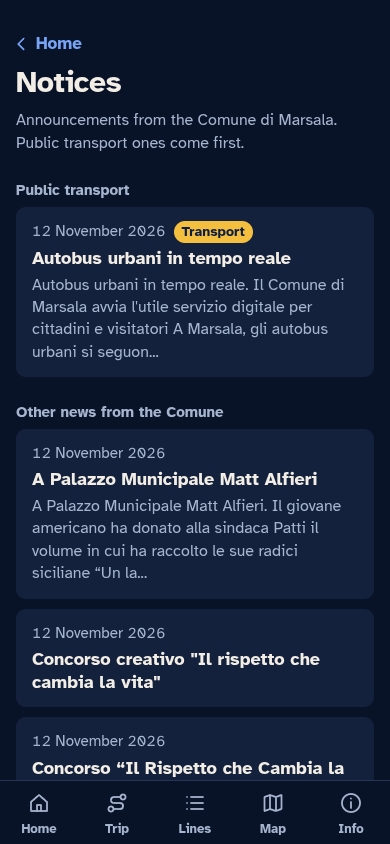 Home
Notices
Announcements from the Comune di Marsala.
Public transport ones come first.
Public transport
12 November 2026 Transport
Autobus urbani in tempo reale
Autobus urbani in tempo reale. Il Comune di
Marsala avvia l'utile servizio digitale per
cittadini e visitatori A Marsala, gli autobus
urbani si seguon...
Other news from the Comune
12 November 2026
A Palazzo Municipale Matt Alfieri
A Palazzo Municipale Matt Alfieri. Il giovane
americano ha donato alla sindaca Patti il
volume in cui ha raccolto le sue radici
siciliane “Un la...
12 November 2026
Concorso creativo "Il rispetto che
cambia la vita"
12 November 2026
Concorso “Il Rispetto che Cambia la
Home Trip Lines Map Info